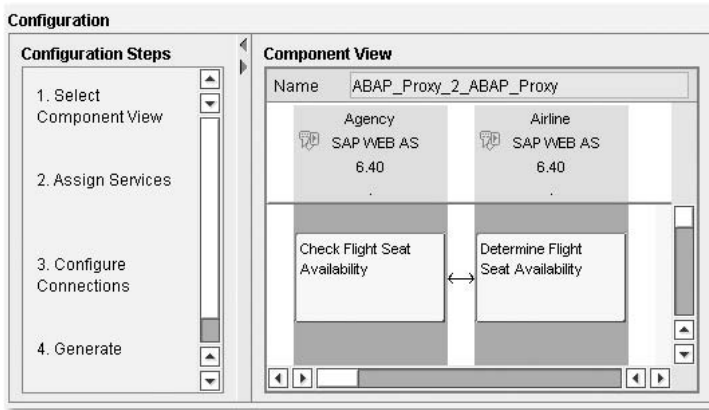 Configuration
Configuration Steps
1. Select
Component View
2. Assign Services
3. Configure
Connections
4. Generate
Component View
Name ABAP_Proxy_2_ABAP_Proxy
Agency
SAP WEB AS
6.40
.
Airline
SAP WEB AS
6.40
.
Check Flight Seat
Availability
Determine Flight
Seat Availability